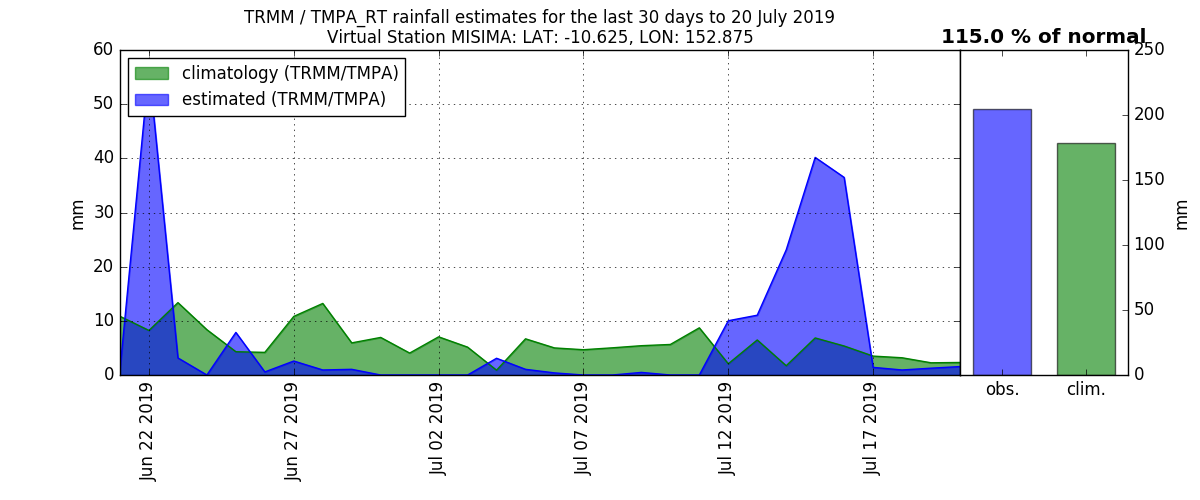 TRMM / TMPA_RT rainfall estimates for the last 30 days to 20 July 2019
Virtual Station MISIMA: LAT: -10.625, LON: 152.875
115.0 % of normal
climatology (TRMM/TMPA)
estimated (TRMM/TMPA)
60
50
40
30
20
10
0
mm
Jun 22 2019
Jun 27 2019
Jul 02 2019
Jul 07 2019
Jul 12 2019
Jul 17 2019
obs.
clim.
250
200
150
100
50
0
mm